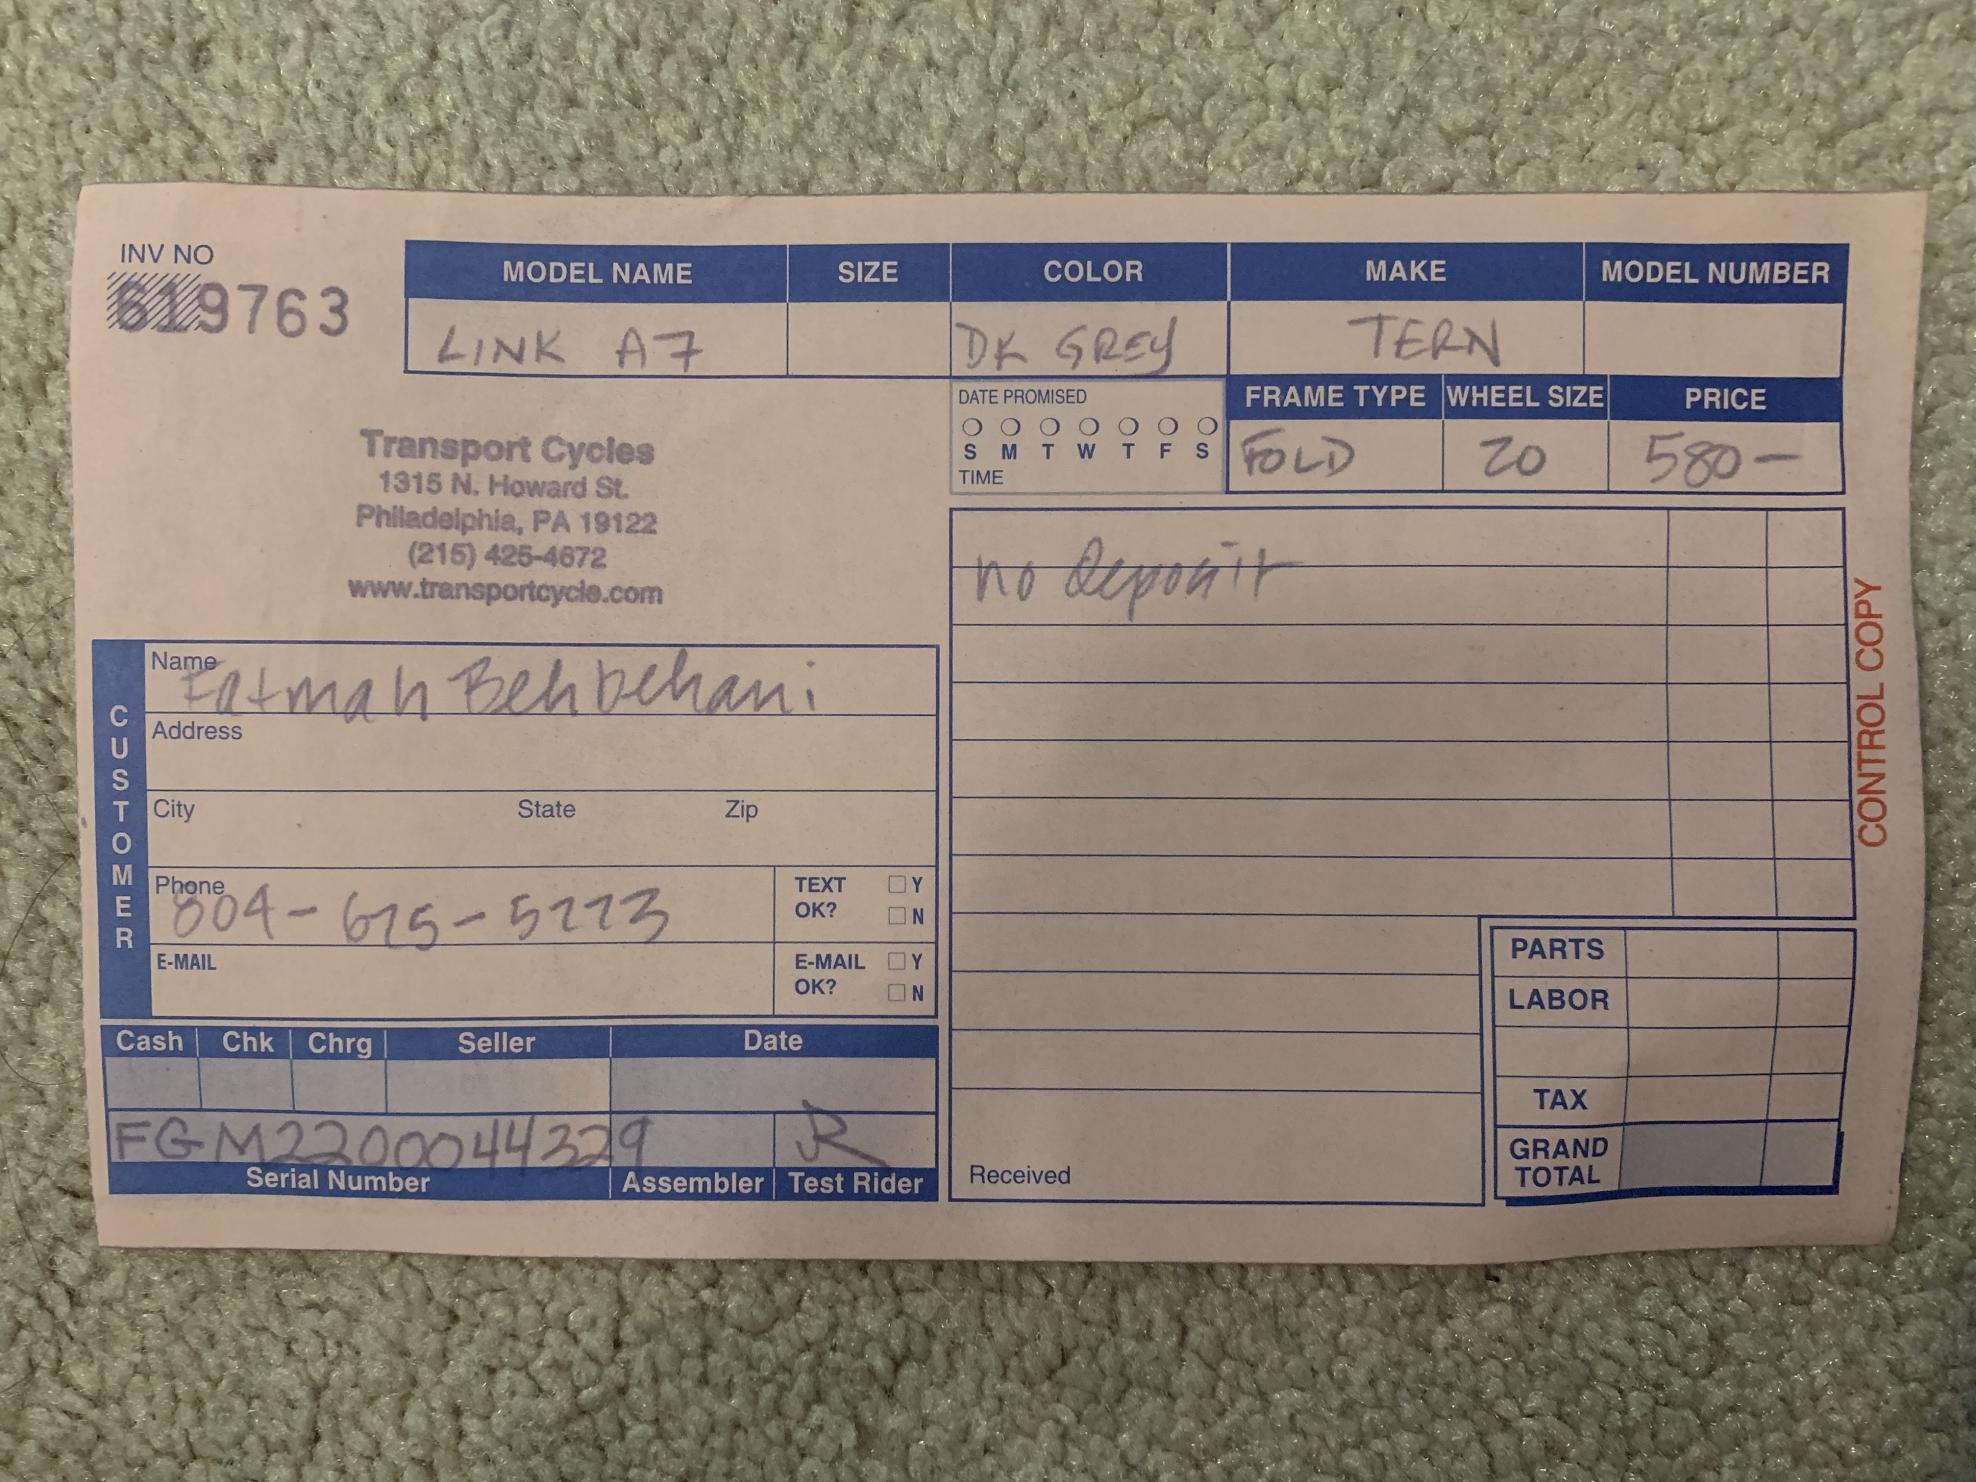 INV NO
619763
MODEL NAME SIZE COLOR MAKE MODEL NUMBER
LINK A7 DK GREY TERN
DATE PROMISED
S M T W T F S
TIME
FRAME TYPE WHEEL SIZE PRICE
FOLD 20 580-
Transport Cycles
1315 N. Howard St.
Philadelphia, PA 19122
(215) 425-4672
www.transportcycle.com
no deposit
CUSTOMER
Name Fatmah Behbehani
Address
City State Zip
Phone 804-625-5223
TEXT OK? Y N
E-MAIL
E-MAIL OK? Y N
Cash Chk Chrg Seller Date
FGM2200044329 JR
Serial Number Assembler Test Rider
Received
PARTS
LABOR
TAX
GRAND TOTAL
CONTROL COPY